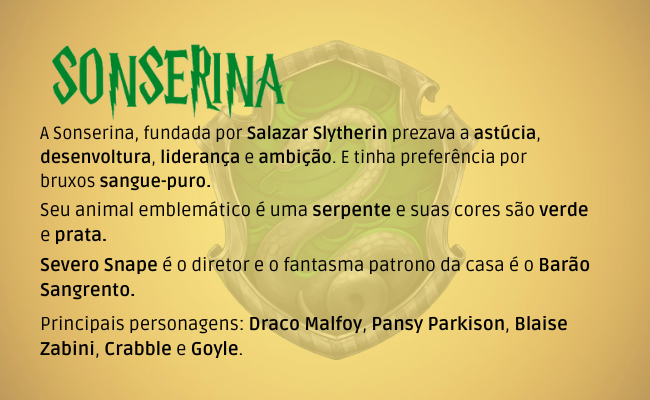 SONSERINA
A Sonserina, fundada por Salazar Slytherin prezava a astúcia,
desenvoltura, liderança e ambição. E tinha preferência por
bruxos sangue-puro.
Seu animal emblemático é uma serpente e suas cores são verde
e prata.
Severo Snape é o diretor e o fantasma patrono da casa é o Barão
Sangrento.
Principais personagens: Draco Malfoy, Pansy Parkison, Blaise
Zabini, Crabble e Goyle.